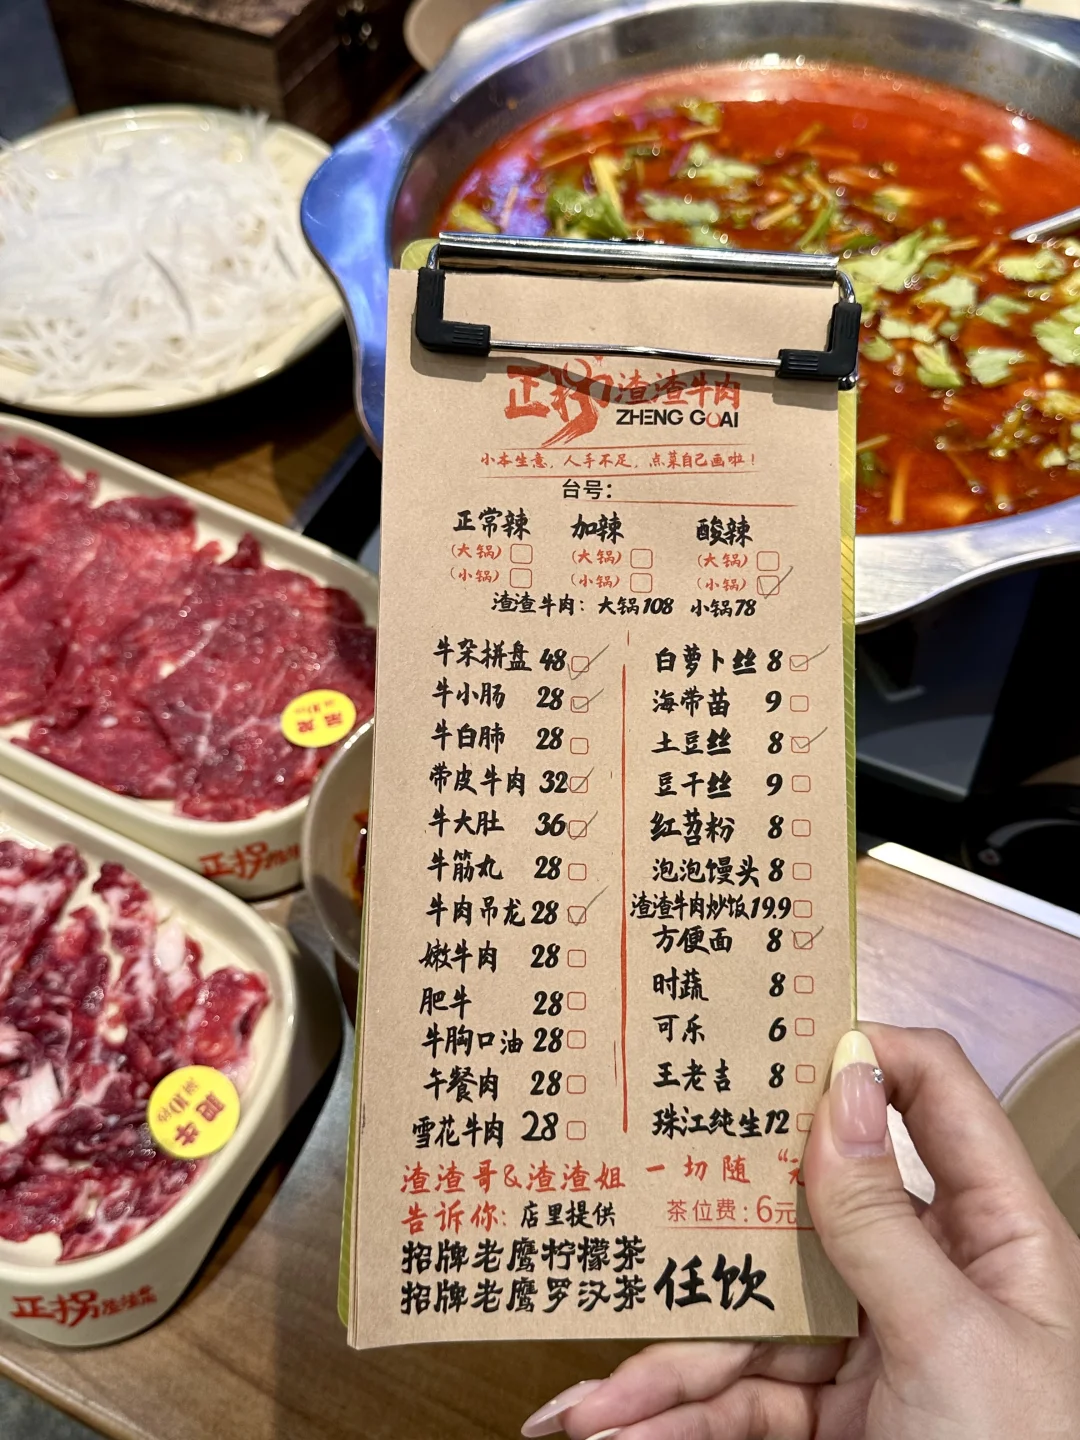 正拐渣渣牛肉
ZHENG GUAI
小本生意,人手不足,点菜自己画啦!
台号:
正常辣 加辣 酸辣
(大锅) (大锅) (大锅)
(小锅) (小锅) (小锅)
渣渣牛肉:大锅108 小锅78
牛杂拼盘 48
牛小肠 28
牛白肺 28
带皮牛肉 32
牛大肚 36
牛筋丸 28
牛肉吊龙 28
嫩牛肉 28
肥牛 28
牛胸口油 28
午餐肉 28
雪花牛肉 28
白萝卜丝 8
海带苗 9
土豆丝 8
豆干丝 9
红苕粉 8
泡泡馒头 8
渣渣牛肉炒饭 19.9
方便面 8
时蔬 8
可乐 6
王老吉 8
珠江纯生 12
渣渣哥&渣渣姐 一切随“
告诉你:店里提供
茶位费:6元
招牌老鹰柠檬茶
招牌老鹰罗汉茶
任饮
吊龙
正拐
肥牛
正拐